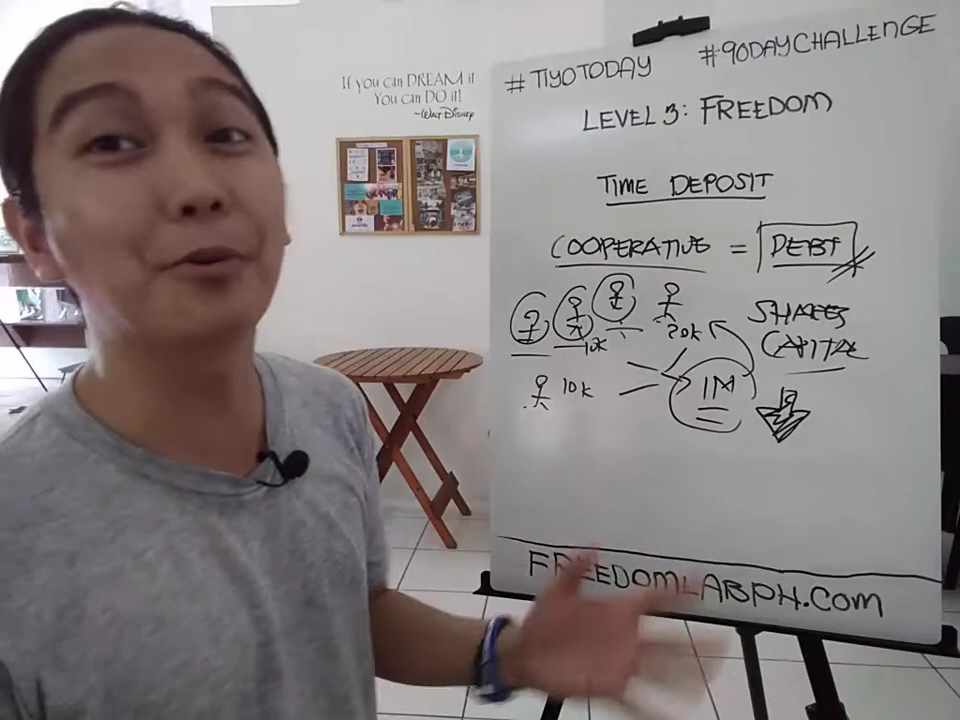 If you can DREAM it
You can DO it!
~WALT DISNEY
#TIYOTODAY #90DAYCHALLENGE
LEVEL 3: FREEDOM
TIME DEPOSIT
COOPERATIVE = DEBT
10K 20K SHARES
CAPITAL
10K 1M
FREEDOMLABPH.COM